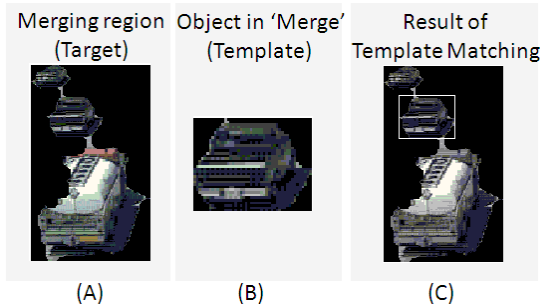 Merging region
(Target)
Object in ‘Merge’
(Template)
Result of
Template Matching
(A)
(B)
(C)